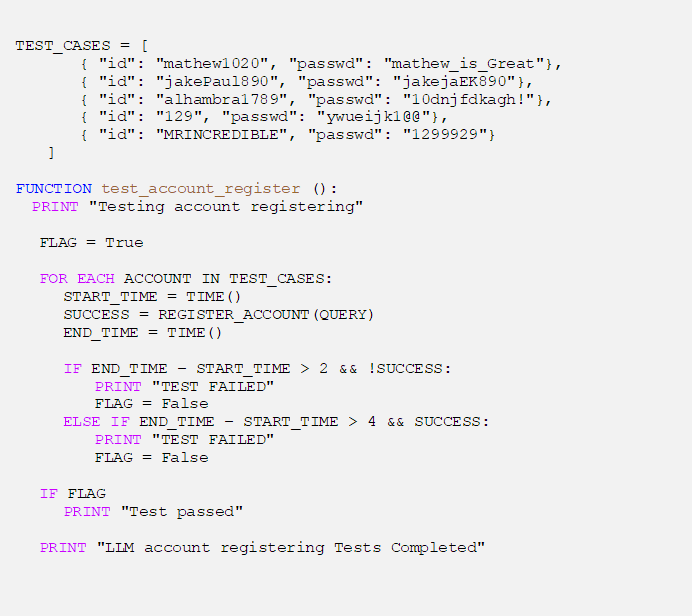 TEST_CASES = [
{ "id": "mathew1020", "passwd": "mathew_is_Great"},
{ "id": "jakePaul890", "passwd": "jakejaEK890"},
{ "id": "alhambra1789", "passwd": "10dnjfdkagh!"},
{ "id": "129", "passwd": "ywueijk1@@"},
{ "id": "MRINCREDIBLE", "passwd": "1299929"}
]
FUNCTION test_account_register ():
PRINT "Testing account registering"
FLAG = True
FOR EACH ACCOUNT IN TEST_CASES:
START_TIME = TIME()
SUCCESS = REGISTER_ACCOUNT(QUERY)
END_TIME = TIME()
IF END_TIME – START_TIME > 2 && !SUCCESS:
PRINT "TEST FAILED"
FLAG = False
ELSE IF END_TIME – START_TIME > 4 && SUCCESS:
PRINT "TEST FAILED"
FLAG = False
IF FLAG
PRINT "Test passed"
PRINT "LLM account registering Tests Completed"